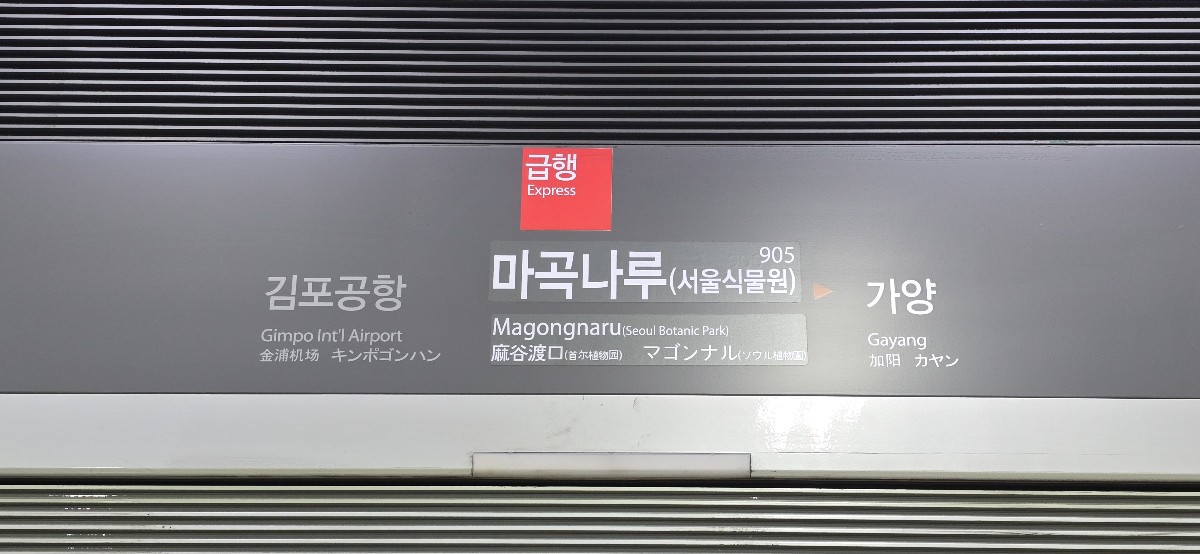 급행
Express
김포공항
Gimpo Int'l Airport
金浦机场 キンポゴンハン
905
마곡나루(서울식물원)
Magongnaru(Seoul Botanic Park)
麻谷渡口(首尔植物园) マゴンナル(ソウル植物園)
가양
Gayang
加阳 カヤン